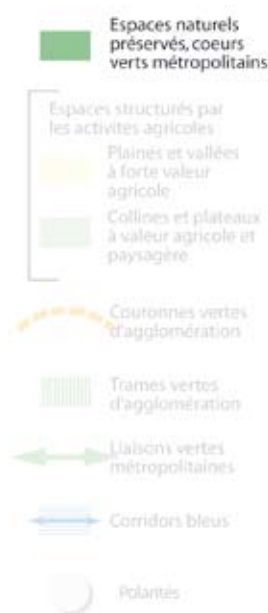 Espaces naturels
préservés, coeurs
verts métropolitains
Espaces structurés par
les activités agricoles
Plaines et vallées
à forte valeur
agricole
Collines et plateaux
à valeur agricole et
paysagère
Couronnes vertes
d'agglomération
Trames vertes
d'agglomération
Liaisons vertes
métropolitaines
Corridors bleus
Polarités